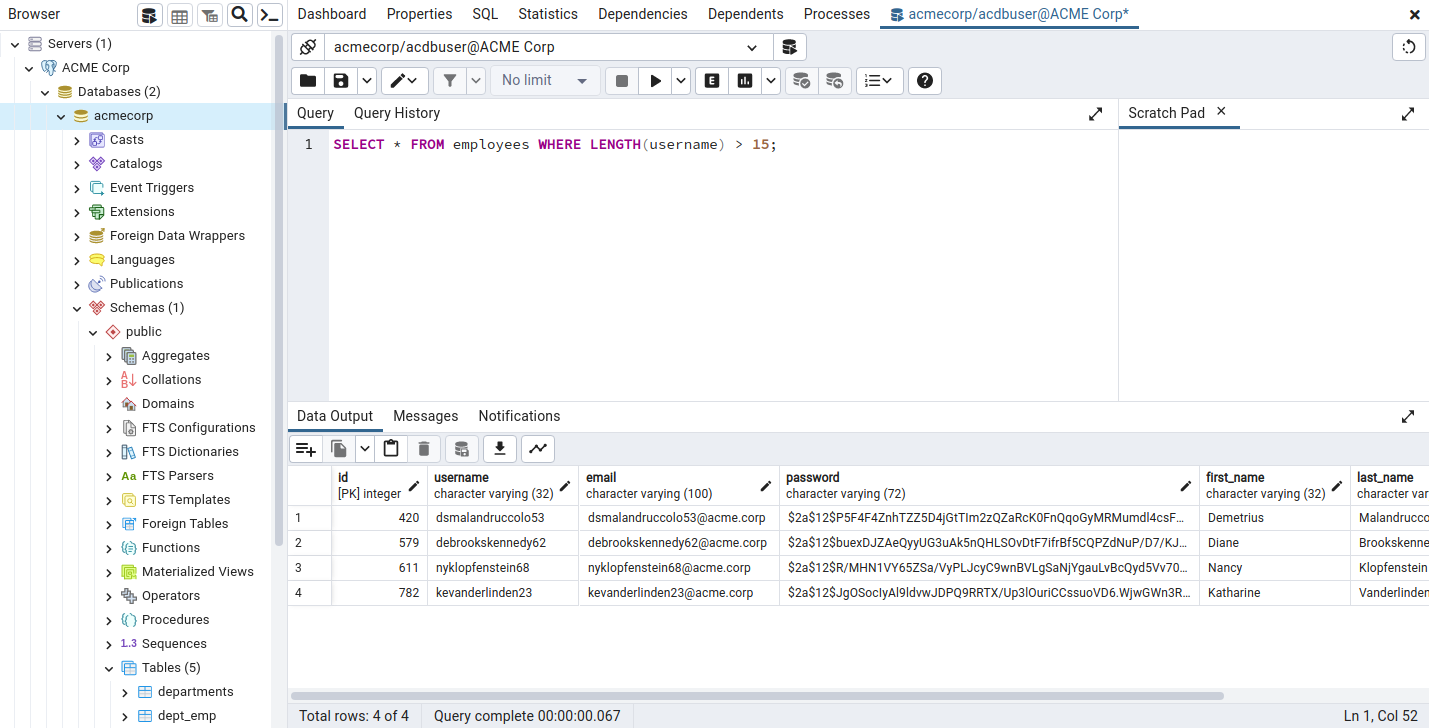 Browser
Dashboard Properties SQL Statistics Dependencies Dependents Processes acmecorp/acdbuser@ACME Corp*
Servers (1)
ACME Corp
Databases (2)
acmecorp
Casts
Catalogs
Event Triggers
Extensions
Foreign Data Wrappers
Languages
Publications
Schemas (1)
public
Aggregates
Collations
Domains
FTS Configurations
FTS Dictionaries
Aa FTS Parsers
FTS Templates
Foreign Tables
Functions
Materialized Views
Operators
Procedures
1..3 Sequences
Tables (5)
departments
dept_emp
acmecorp/acdbuser@ACME Corp
No limit E
Query Query History
1 SELECT * FROM employees WHERE LENGTH(username) > 15;
Scratch Pad
Data Output Messages Notifications
id username email password first_name last_name
[PK] integer character varying (32) character varying (100) character varying (72) character varying (32) character var
1 420 dsmalandruccolo53 dsmalandruccolo53@acme.corp $2a$12$P5F4F4ZnhTZZ5D4jGtTIm2zQZaRcK0FnQqoGyMRMumdl4csF… Demetrius Malandrucco
2 579 debrookskennedy62 debrookskennedy62@acme.corp $2a$12$buexDJZAeQyyUG3uAk5nQHLSOvDtF7ifrBf5CQPZdNuP/D7/KJ… Diane Brookskenne
3 611 nyklopfenstein68 nyklopfenstein68@acme.corp $2a$12$R/MHN1VY65ZSa/VyPLJcyC9wnBVLgSaNjYgauLvBcQyd5Vv70… Nancy Klopfenstein
4 782 kevanderlinden23 kevanderlinden23@acme.corp $2a$12$JgOSocIyAl9ldvwJDPQ9RRTX/Up3lOuriCCssuoVD6.WjwGWn3R… Katharine Vanderlinden
Total rows: 4 of 4 Query complete 00:00:00.067 Ln 1, Col 52